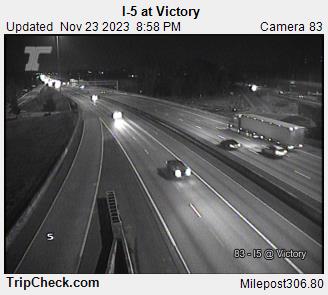 I-5 at Victory
Updated Nov 23 2023 8:58 PM Camera 83
T
S
83 - I5 @ Victory
TripCheck.com Milepost306.80